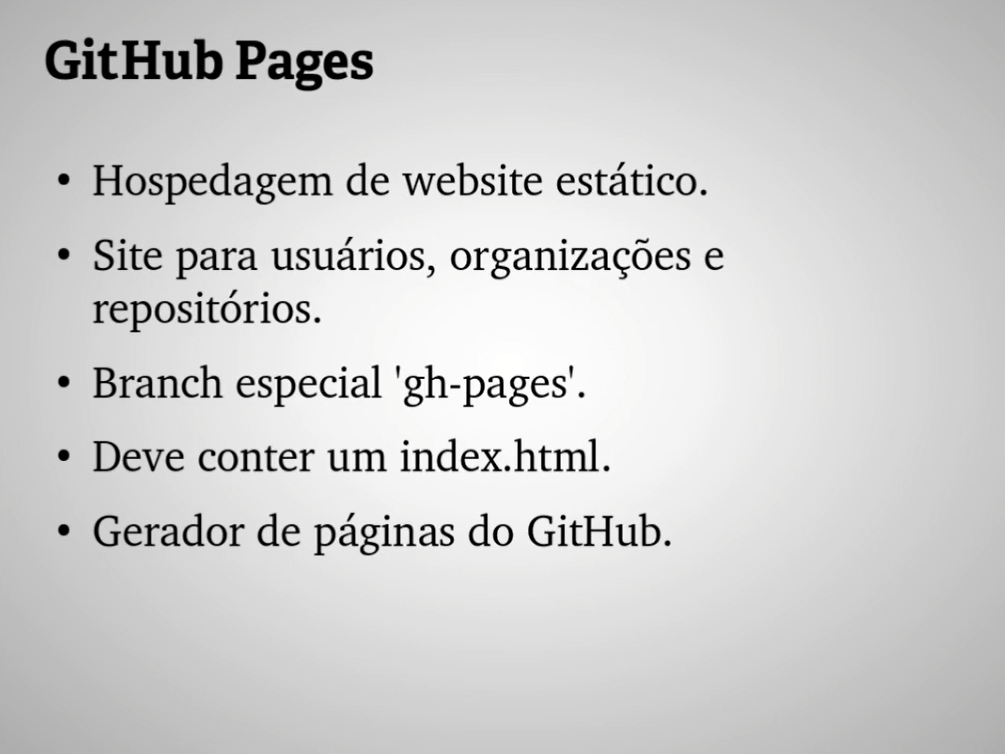 GitHub Pages
• Hospedagem de website estático.
• Site para usuários, organizações e
repositórios.
• Branch especial 'gh-pages'.
• Deve conter um index.html.
• Gerador de páginas do GitHub.